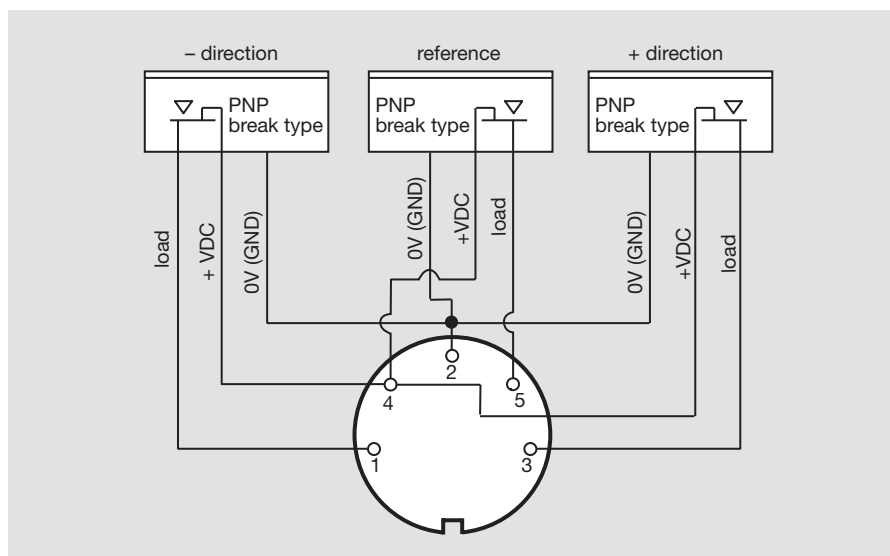 – direction
reference
+ direction
PNP
break type
PNP
break type
PNP
break type
load
+ VDC
0V (GND)
0V (GND)
+VDC
load
0V (GND)
+VDC
load
2
4
5
1
3